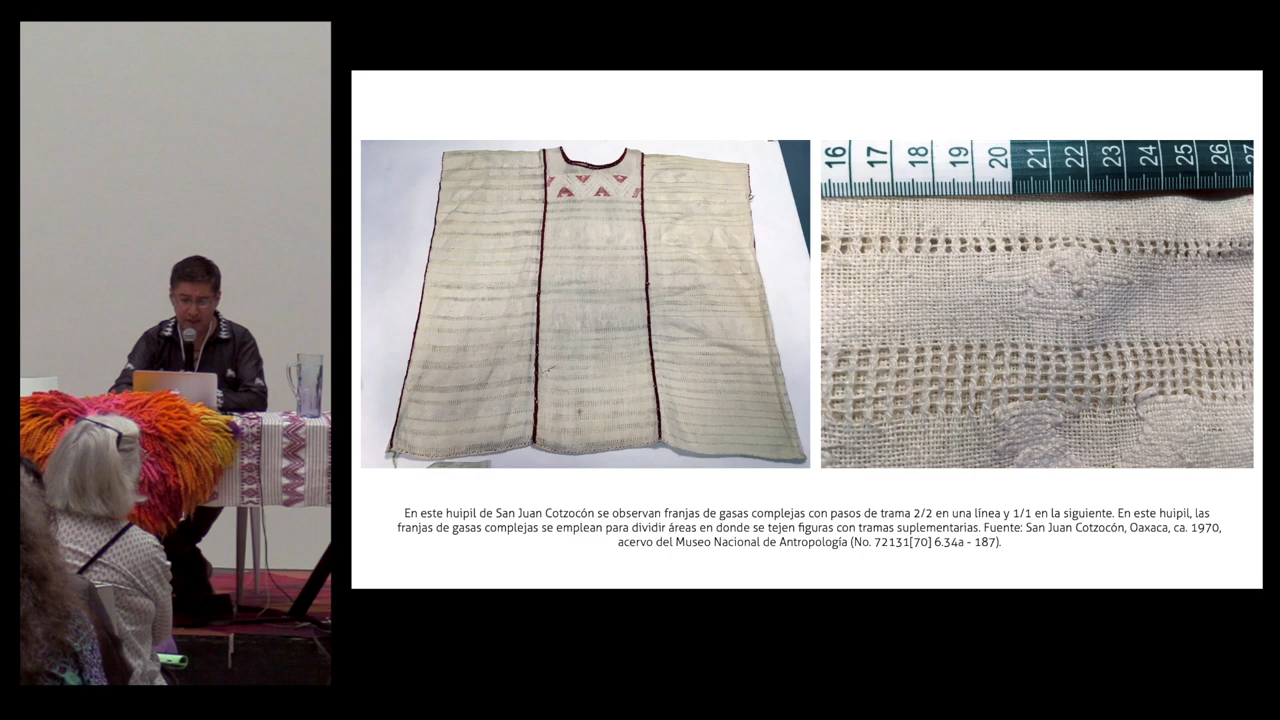 16 17 18 19 20 21 22 23 24 25 26 27
En este huipil de San Juan Cotzocón se observan franjas de gasas complejas con pasos de trama 2/2 en una línea y 1/1 en la siguiente. En este huipil, las
franjas de gasas complejas se emplean para dividir áreas en donde se tejen figuras con tramas suplementarias. Fuente: San Juan Cotzocón, Oaxaca, ca. 1970,
acervo del Museo Nacional de Antropología (No. 72131[70] 6.34a - 187).